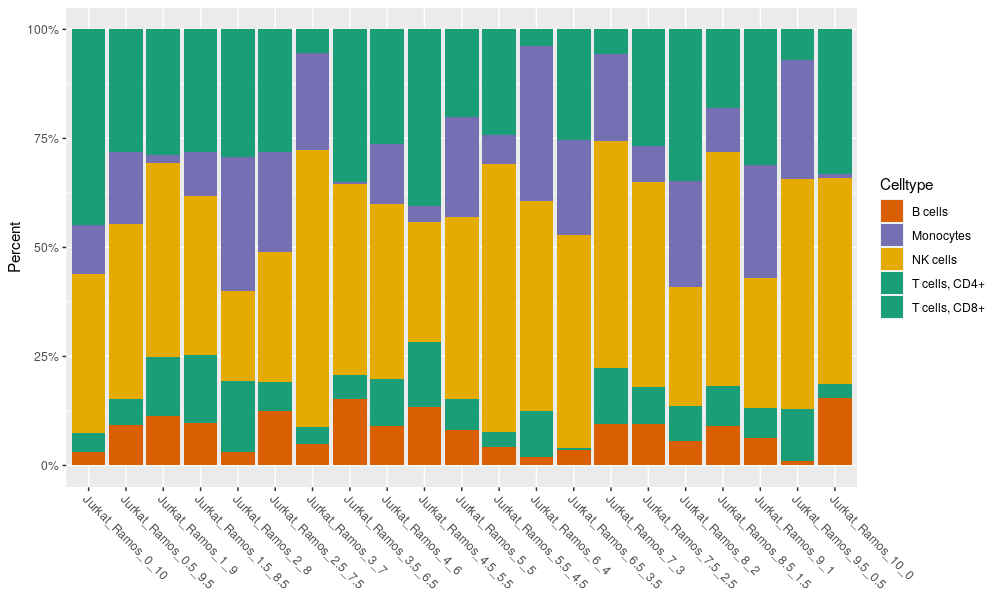 100%
75%
50%
25%
0%
Percent
Jurkat_Ramos_0_10
Jurkat_Ramos_0.5_9.5
Jurkat_Ramos_1_9
Jurkat_Ramos_1.5_8.5
Jurkat_Ramos_2_8
Jurkat_Ramos_2.5_7.5
Jurkat_Ramos_3_7
Jurkat_Ramos_3.5_6.5
Jurkat_Ramos_4_6
Jurkat_Ramos_4.5_5.5
Jurkat_Ramos_5_5
Jurkat_Ramos_5.5_4.5
Jurkat_Ramos_6_4
Jurkat_Ramos_6.5_3.5
Jurkat_Ramos_7_3
Jurkat_Ramos_7.5_2.5
Jurkat_Ramos_8_2
Jurkat_Ramos_8.5_1.5
Jurkat_Ramos_9_1
Jurkat_Ramos_9.5_0.5
Jurkat_Ramos_10_0
Celltype
B cells
Monocytes
NK cells
T cells, CD4+
T cells, CD8+